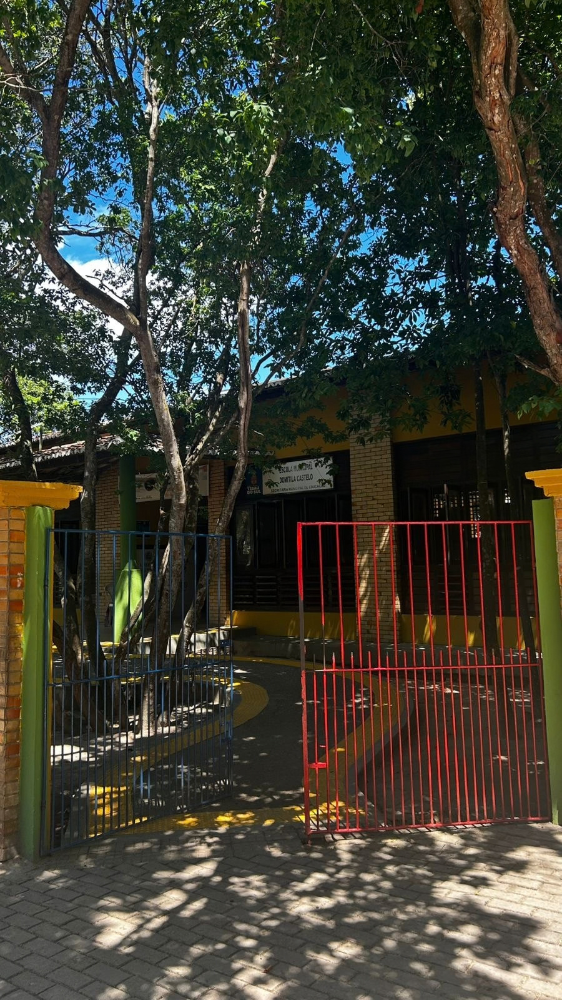 TIBAU
DO SUL
ESCOLA MUNICIPAL
DOMITILA CASTELO
SECRETARIA MUNICIPAL DE EDUCAÇÃO